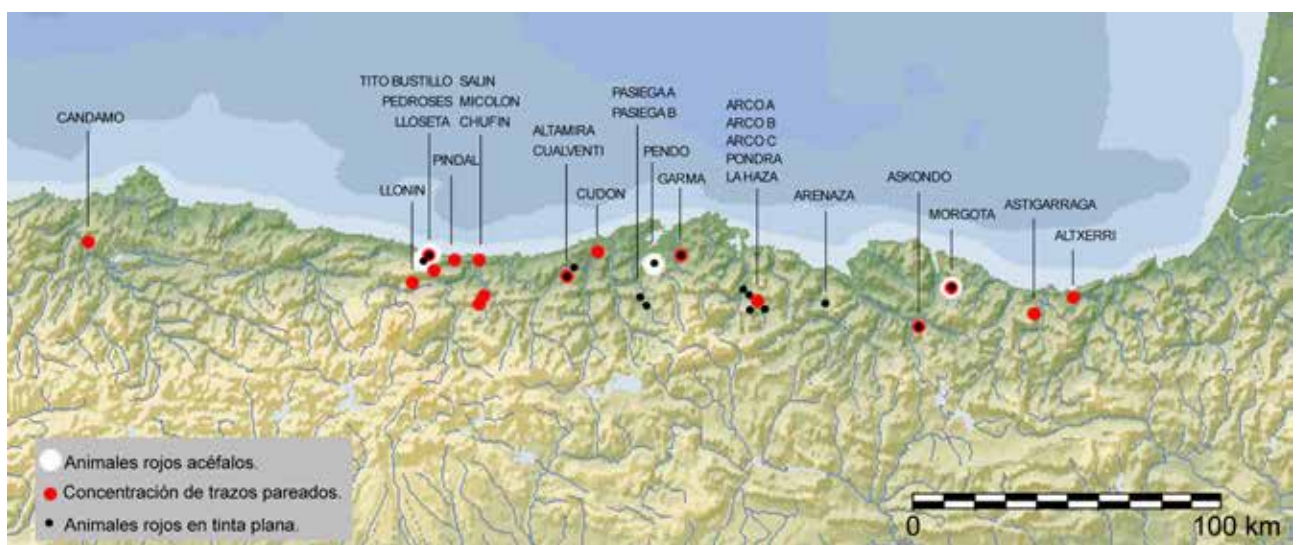 TITO BUSTILLO SALIN
PEDROSES MICOLON
LLOSETA CHUFIN
PASIEGA A
PASIEGA B
ARCO A
ARCO B
ARCO C
PONDRA
LA HAZA
CANDAMO
PINDAL
ALTAMIRA
CUALVENTI
PENDO
GARMA
LLONIN
CUDON
ARENAZA
ASKONDO
MORGOTA
ASTIGARRAGA
ALTXERRI
Animales rojos acéfalos.
Concentración de trazos pareados.
Animales rojos en tinta plana.
0 100 km